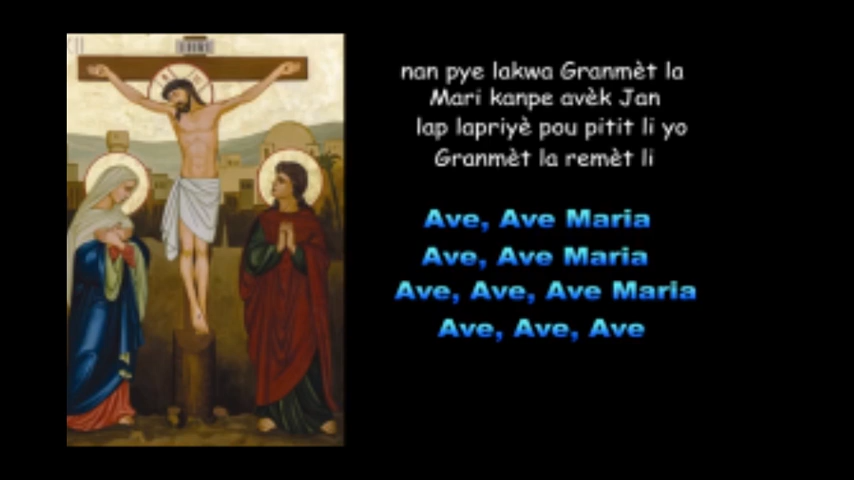 nan pye lakwa Granmèt la
Mari kanpe avèk Jan
lap lapriyè pou pitit li yo
Granmèt la remèt li
Ave, Ave Maria
Ave, Ave Maria
Ave, Ave, Ave Maria
Ave, Ave, Ave